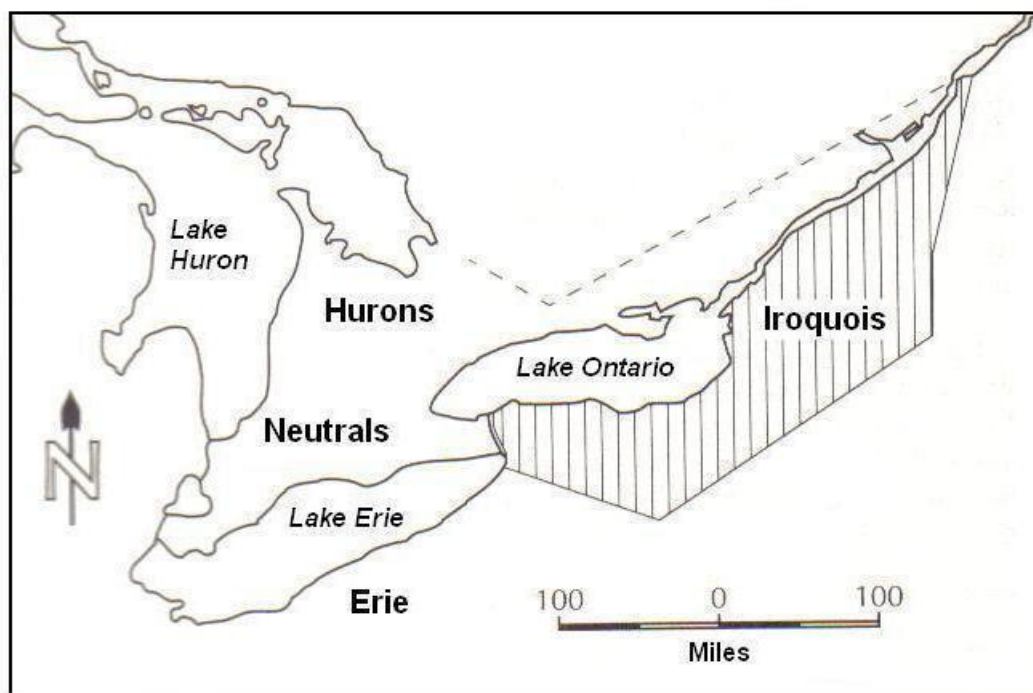 Lake
Huron
Hurons
Iroquois
Lake Ontario
Neutrals
N
Lake Erie
Erie
100 0 100
Miles